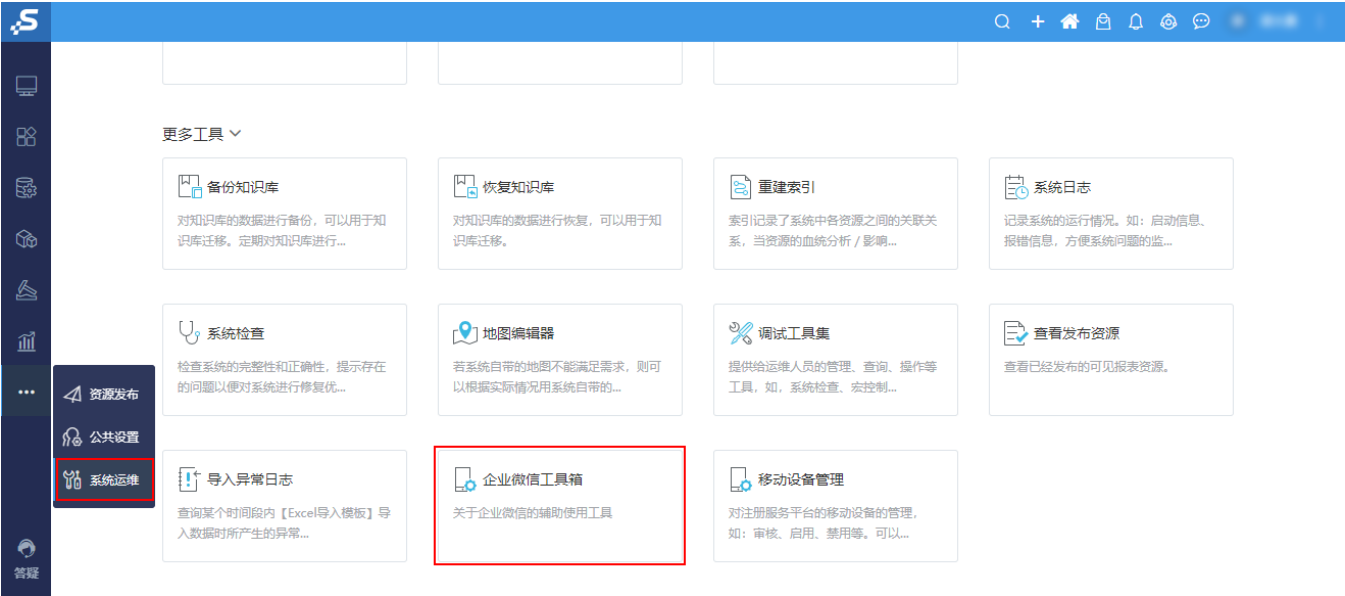 更多工具
备份知识库
对知识库的数据进行备份，可以用于知
识库迁移。定期对知识库进行...
恢复知识库
对知识库的数据进行恢复，可以用于知
识库迁移。
重建索引
索引记录了系统中各资源之间的关联关
系，当资源的血统分析 / 影响...
系统日志
记录系统的运行情况。如：启动信息、
报错信息，方便系统问题的监...
系统检查
检查系统的完整性和正确性，提示存在
的问题以便对系统进行修复优...
地图编辑器
若系统自带的地图不能满足需求，则可
以根据实际情况用系统自带的...
调试工具集
提供给运维人员的管理、查询、操作等
工具，如，系统检查、宏控制...
查看发布资源
查看已经发布的可见报表资源。
资源发布
公共设置
系统运维
导入异常日志
查询某个时间段内【Excel导入模板】导
入数据时所产生的异常...
企业微信工具箱
关于企业微信的辅助使用工具
移动设备管理
对注册服务平台的移动设备的管理，
如：审核、启用、禁用等。可以...
答疑